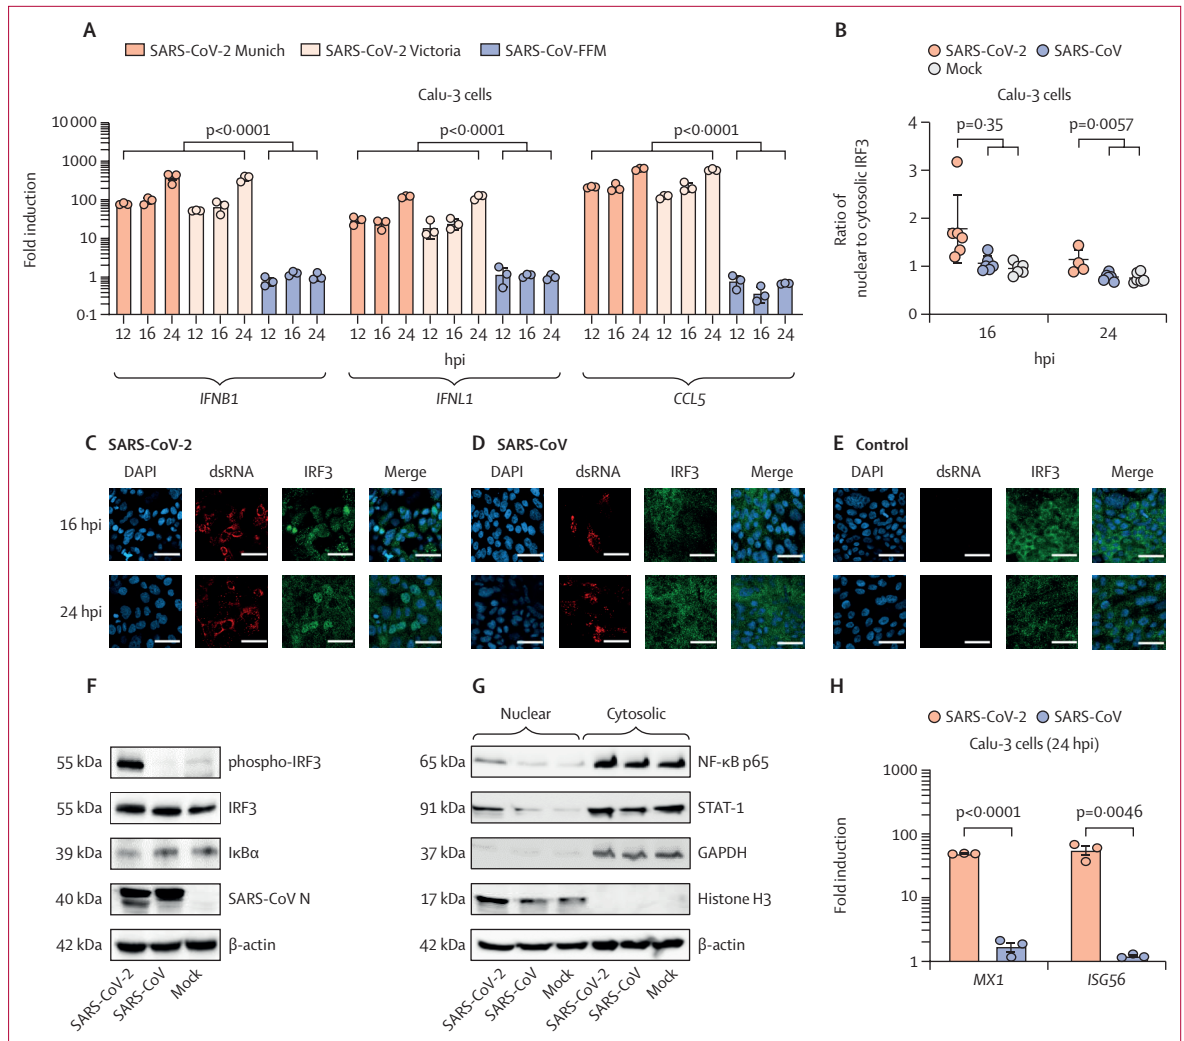 A
SARS-CoV-2 Munich SARS-CoV-2 Victoria SARS-CoV-FFM
Calu-3 cells
Fold induction
10 000
1000
100
10
1
0·1
p<0·0001 p<0·0001 p<0·0001
12 16 24 12 16 24 12 16 24 12 16 24 12 16 24 12 16 24 12 16 24 12 16 24 12 16 24
hpi
IFNB1 IFNL1 CCL5
B
SARS-CoV-2 SARS-CoV
Mock
Calu-3 cells
Ratio of
nuclear to cytosolic IRF3
4
3
2
1
0
p=0·35 p=0·0057
16 24
hpi
C SARS-CoV-2
DAPI dsRNA IRF3 Merge
16 hpi
24 hpi
D SARS-CoV
DAPI dsRNA IRF3 Merge
E Control
DAPI dsRNA IRF3 Merge
F
55 kDa phospho-IRF3
55 kDa IRF3
39 kDa IκBα
40 kDa SARS-CoV N
42 kDa β-actin
SARS-CoV-2 SARS-CoV Mock
G
Nuclear Cytosolic
65 kDa NF-κB p65
91 kDa STAT-1
37 kDa GAPDH
17 kDa Histone H3
42 kDa β-actin
SARS-CoV-2 SARS-CoV Mock SARS-CoV-2 SARS-CoV Mock
H
SARS-CoV-2 SARS-CoV
Calu-3 cells (24 hpi)
Fold induction
1000
100
10
1
p<0·0001 p=0·0046
MX1 ISG56